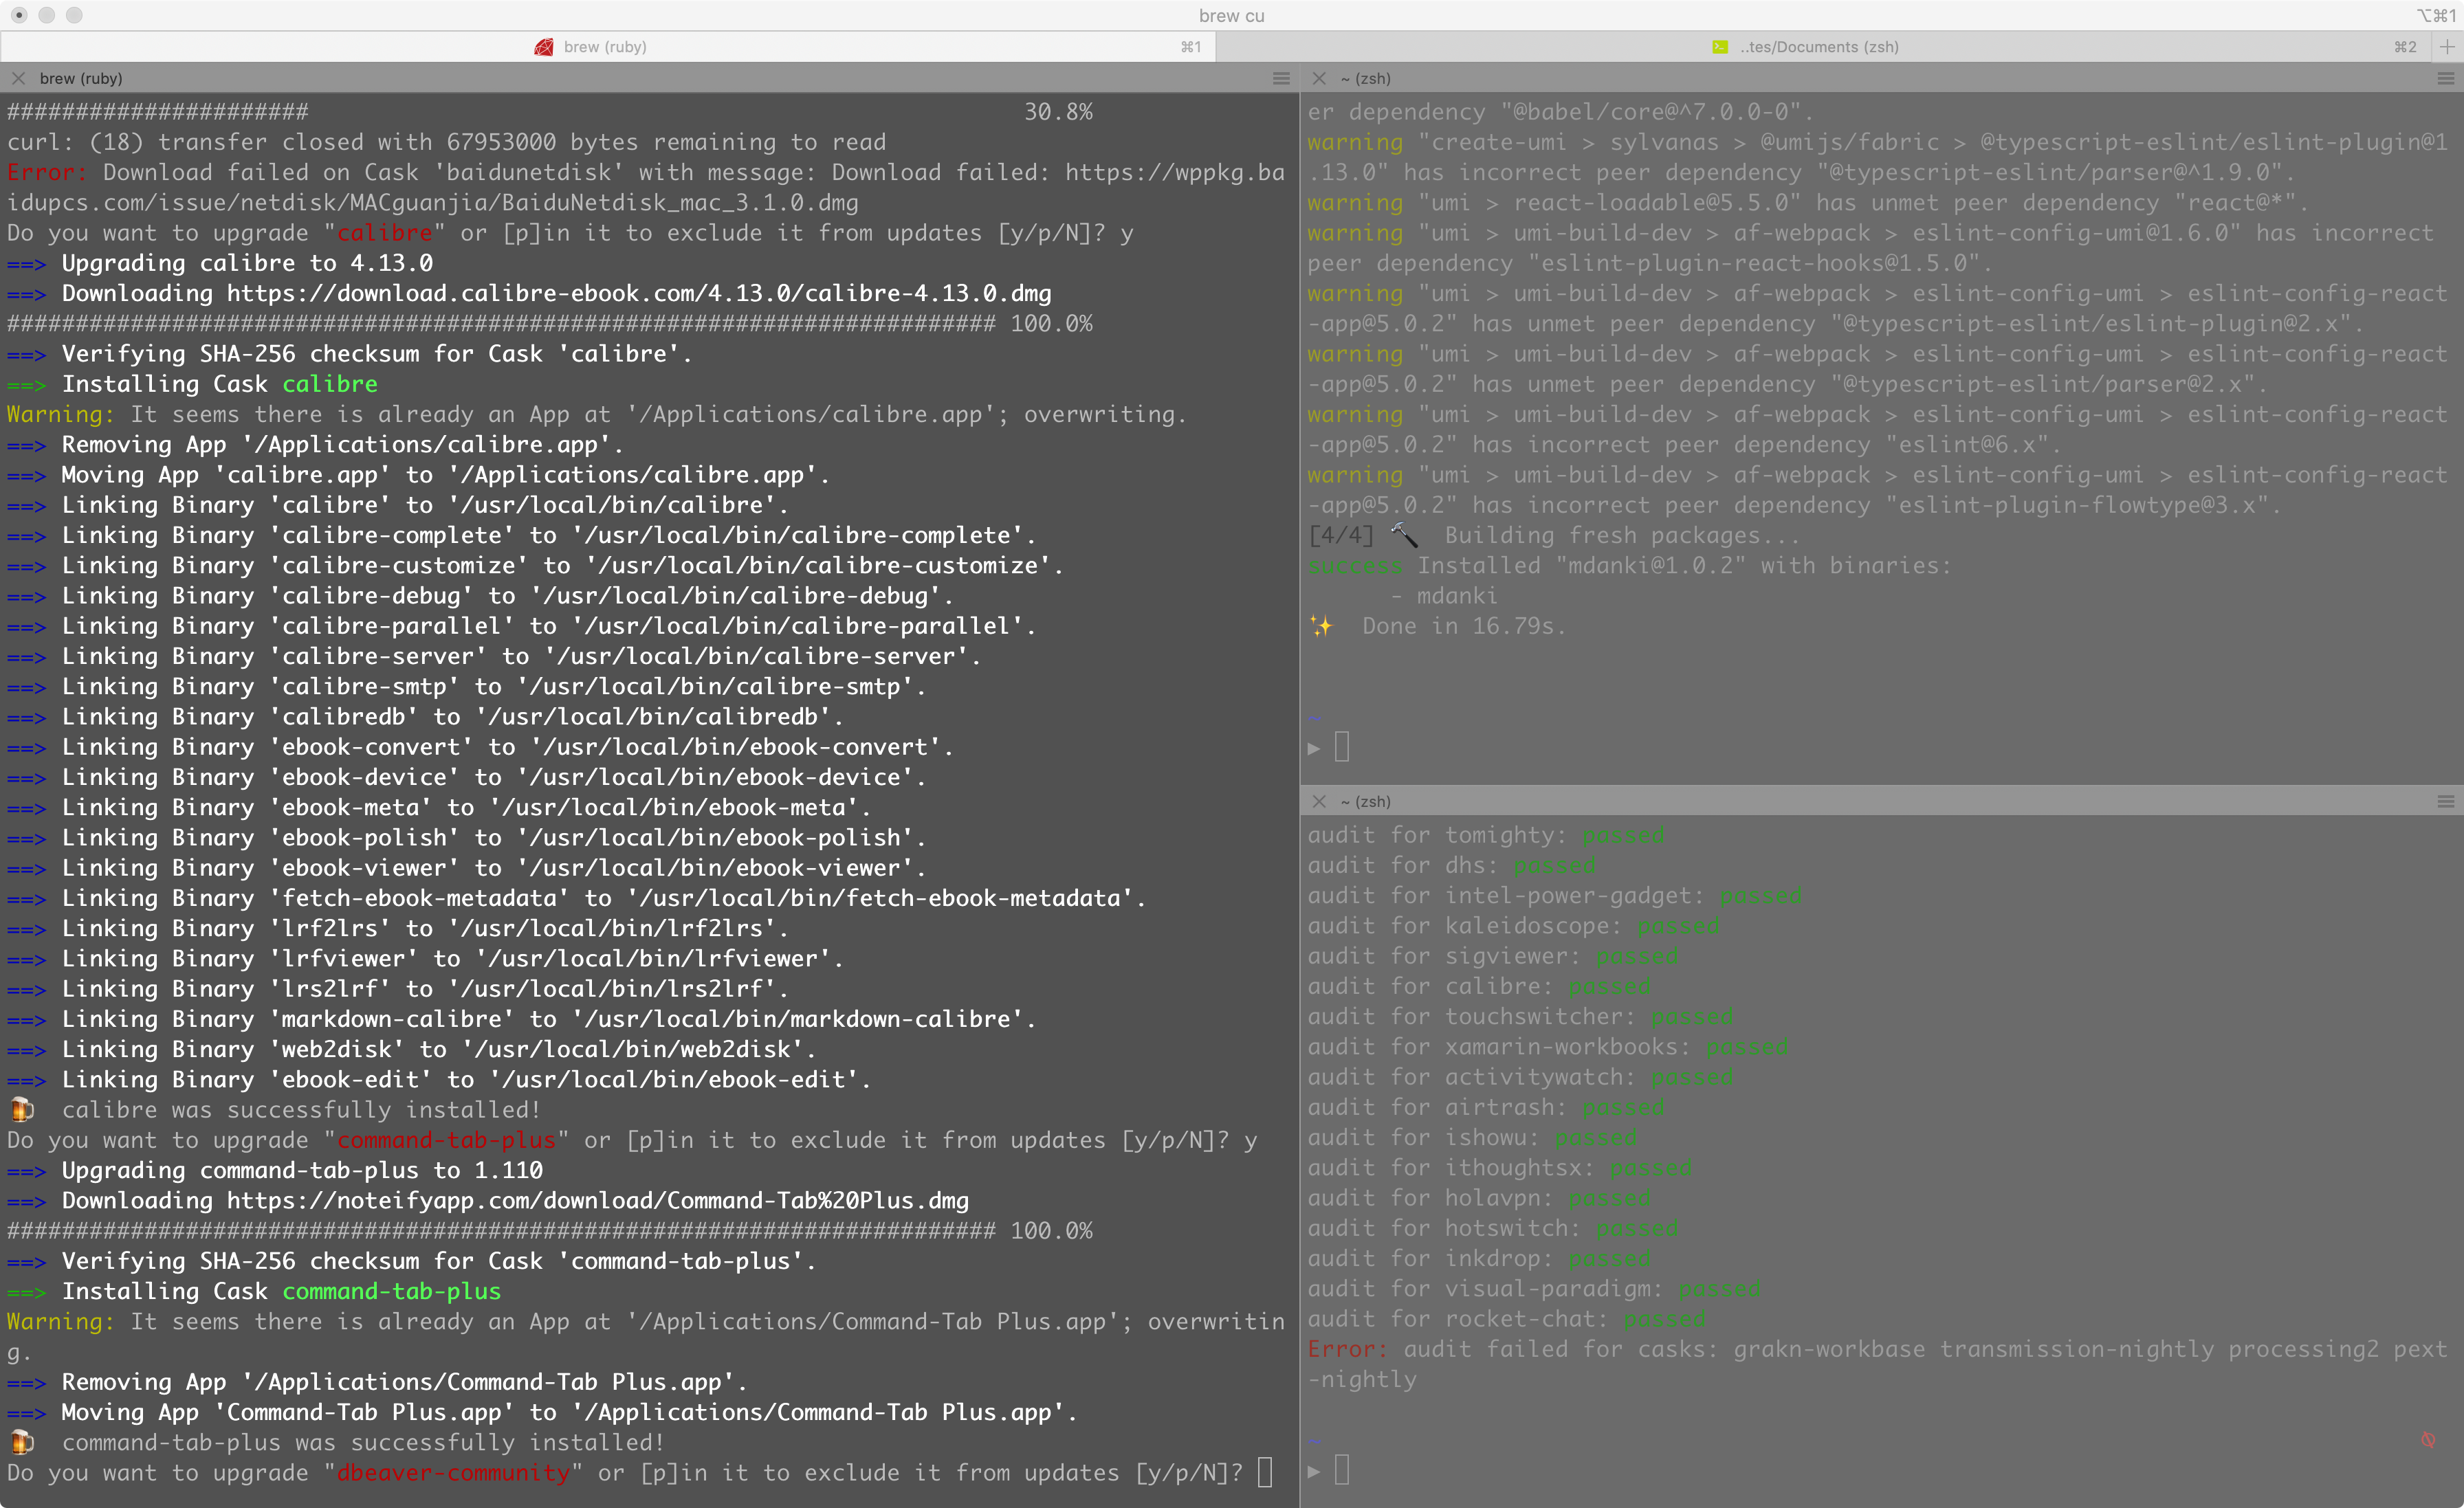 brew cu
⌥⌘1
brew (ruby)
⌘1
..tes/Documents (zsh)
⌘2
brew (ruby)
###################### 30.8%
curl: (18) transfer closed with 67953000 bytes remaining to read
Error: Download failed on Cask 'baidunetdisk' with message: Download failed: https://wppkg.ba
idupcs.com/issue/netdisk/MACguanjia/BaiduNetdisk_mac_3.1.0.dmg
Do you want to upgrade "calibre" or [p]in it to exclude it from updates [y/p/N]? y
==> Upgrading calibre to 4.13.0
==> Downloading https://download.calibre-ebook.com/4.13.0/calibre-4.13.0.dmg
######################################################################## 100.0%
==> Verifying SHA-256 checksum for Cask 'calibre'.
==> Installing Cask calibre
Warning: It seems there is already an App at '/Applications/calibre.app'; overwriting.
==> Removing App '/Applications/calibre.app'.
==> Moving App 'calibre.app' to '/Applications/calibre.app'.
==> Linking Binary 'calibre' to '/usr/local/bin/calibre'.
==> Linking Binary 'calibre-complete' to '/usr/local/bin/calibre-complete'.
==> Linking Binary 'calibre-customize' to '/usr/local/bin/calibre-customize'.
==> Linking Binary 'calibre-debug' to '/usr/local/bin/calibre-debug'.
==> Linking Binary 'calibre-parallel' to '/usr/local/bin/calibre-parallel'.
==> Linking Binary 'calibre-server' to '/usr/local/bin/calibre-server'.
==> Linking Binary 'calibre-smtp' to '/usr/local/bin/calibre-smtp'.
==> Linking Binary 'calibredb' to '/usr/local/bin/calibredb'.
==> Linking Binary 'ebook-convert' to '/usr/local/bin/ebook-convert'.
==> Linking Binary 'ebook-device' to '/usr/local/bin/ebook-device'.
==> Linking Binary 'ebook-meta' to '/usr/local/bin/ebook-meta'.
==> Linking Binary 'ebook-polish' to '/usr/local/bin/ebook-polish'.
==> Linking Binary 'ebook-viewer' to '/usr/local/bin/ebook-viewer'.
==> Linking Binary 'fetch-ebook-metadata' to '/usr/local/bin/fetch-ebook-metadata'.
==> Linking Binary 'lrf2lrs' to '/usr/local/bin/lrf2lrs'.
==> Linking Binary 'lrfviewer' to '/usr/local/bin/lrfviewer'.
==> Linking Binary 'lrs2lrf' to '/usr/local/bin/lrs2lrf'.
==> Linking Binary 'markdown-calibre' to '/usr/local/bin/markdown-calibre'.
==> Linking Binary 'web2disk' to '/usr/local/bin/web2disk'.
==> Linking Binary 'ebook-edit' to '/usr/local/bin/ebook-edit'.
🍺 calibre was successfully installed!
Do you want to upgrade "command-tab-plus" or [p]in it to exclude it from updates [y/p/N]? y
==> Upgrading command-tab-plus to 1.110
==> Downloading https://noteifyapp.com/download/Command-Tab%20Plus.dmg
######################################################################## 100.0%
==> Verifying SHA-256 checksum for Cask 'command-tab-plus'.
==> Installing Cask command-tab-plus
Warning: It seems there is already an App at '/Applications/Command-Tab Plus.app'; overwritin
g.
==> Removing App '/Applications/Command-Tab Plus.app'.
==> Moving App 'Command-Tab Plus.app' to '/Applications/Command-Tab Plus.app'.
🍺 command-tab-plus was successfully installed!
Do you want to upgrade "dbeaver-community" or [p]in it to exclude it from updates [y/p/N]?
~ (zsh)
er dependency "@babel/core@^7.0.0-0".
warning "create-umi > sylvanas > @umijs/fabric > @typescript-eslint/eslint-plugin@1
.13.0" has incorrect peer dependency "@typescript-eslint/parser@^1.9.0".
warning "umi > react-loadable@5.5.0" has unmet peer dependency "react@*".
warning "umi > umi-build-dev > af-webpack > eslint-config-umi@1.6.0" has incorrect
peer dependency "eslint-plugin-react-hooks@1.5.0".
warning "umi > umi-build-dev > af-webpack > eslint-config-umi > eslint-config-react
-app@5.0.2" has unmet peer dependency "@typescript-eslint/eslint-plugin@2.x".
warning "umi > umi-build-dev > af-webpack > eslint-config-umi > eslint-config-react
-app@5.0.2" has unmet peer dependency "@typescript-eslint/parser@2.x".
warning "umi > umi-build-dev > af-webpack > eslint-config-umi > eslint-config-react
-app@5.0.2" has incorrect peer dependency "eslint@6.x".
warning "umi > umi-build-dev > af-webpack > eslint-config-umi > eslint-config-react
-app@5.0.2" has incorrect peer dependency "eslint-plugin-flowtype@3.x".
[4/4] 🔨 Building fresh packages...
success Installed "mdanki@1.0.2" with binaries:
- mdanki
✨ Done in 16.79s.
~
▶
~ (zsh)
audit for tomighty: passed
audit for dhs: passed
audit for intel-power-gadget: passed
audit for kaleidoscope: passed
audit for sigviewer: passed
audit for calibre: passed
audit for touchswitcher: passed
audit for xamarin-workbooks: passed
audit for activitywatch: passed
audit for airtrash: passed
audit for ishowu: passed
audit for ithoughtsx: passed
audit for holavpn: passed
audit for hotswitch: passed
audit for inkdrop: passed
audit for visual-paradigm: passed
audit for rocket-chat: passed
Error: audit failed for casks: grakn-workbase transmission-nightly processing2 pext
-nightly
~
▶